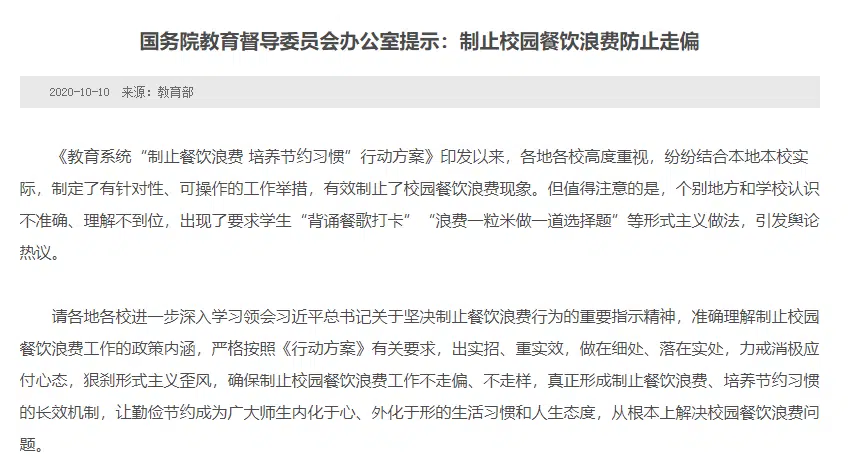 国务院教育督导委员会办公室提示：制止校园餐饮浪费防止走偏
2020-10-10 来源：教育部
《教育系统“制止餐饮浪费 培养节约习惯”行动方案》印发以来，各地各校高度重视，纷纷结合本地本校实
际，制定了有针对性、可操作的工作举措，有效制止了校园餐饮浪费现象。但值得注意的是，个别地方和学校认识
不准确、理解不到位，出现了要求学生“背诵餐歌打卡”“浪费一粒米做一道选择题”等形式主义做法，引发舆论
热议。
请各地各校进一步深入学习领会习近平总书记关于坚决制止餐饮浪费行为的重要指示精神，准确理解制止校园
餐饮浪费工作的政策内涵，严格按照《行动方案》有关要求，出实招、重实效，做在细处、落在实处，力戒消极应
付心态，狠刹形式主义歪风，确保制止校园餐饮浪费工作不走偏、不走样，真正形成制止餐饮浪费、培养节约习惯
的长效机制，让勤俭节约成为广大师生内化于心、外化于形的生活习惯和人生态度，从根本上解决校园餐饮浪费问
题。